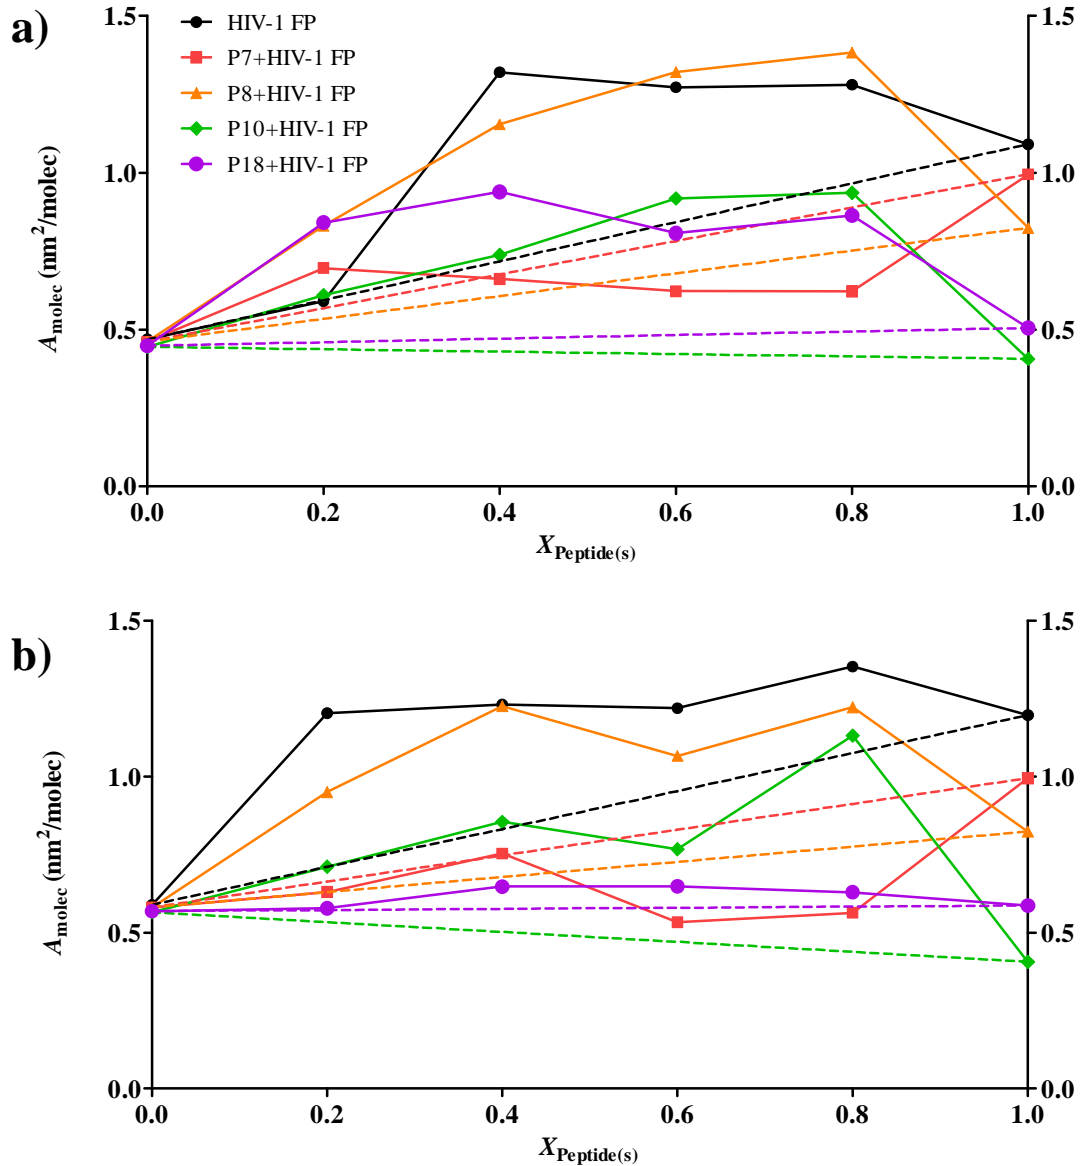 a)
HIV-1 FP
P7+HIV-1 FP
P8+HIV-1 FP
P10+HIV-1 FP
P18+HIV-1 FP
1.5 1.5
1.0 1.0
0.5 0.5
0.0 0.0
A molec (nm²/molec)
0.0 0.2 0.4 0.6 0.8 1.0
X Peptide(s)
b)
1.5 1.5
1.0 1.0
0.5 0.5
0.0 0.0
A molec (nm²/molec)
0.0 0.2 0.4 0.6 0.8 1.0
X Peptide(s)